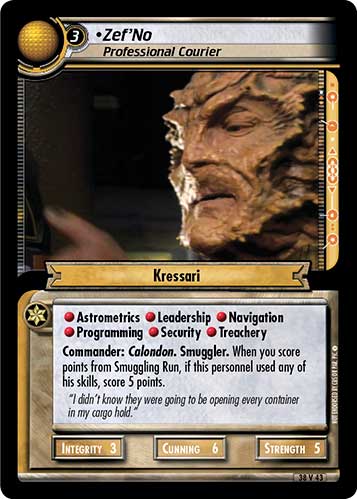 3 •Zef'No
Professional Courier
Kressari
• Astrometrics • Leadership • Navigation
• Programming • Security • Treachery
Commander: Calondon. Smuggler. When you score
points from Smuggling Run, if this personnel used any of
his skills, score 5 points.
"I didn't know they were going to be opening every container
in my cargo hold."
INTEGRITY 3 CUNNING 6 STRENGTH 5
38 V 43